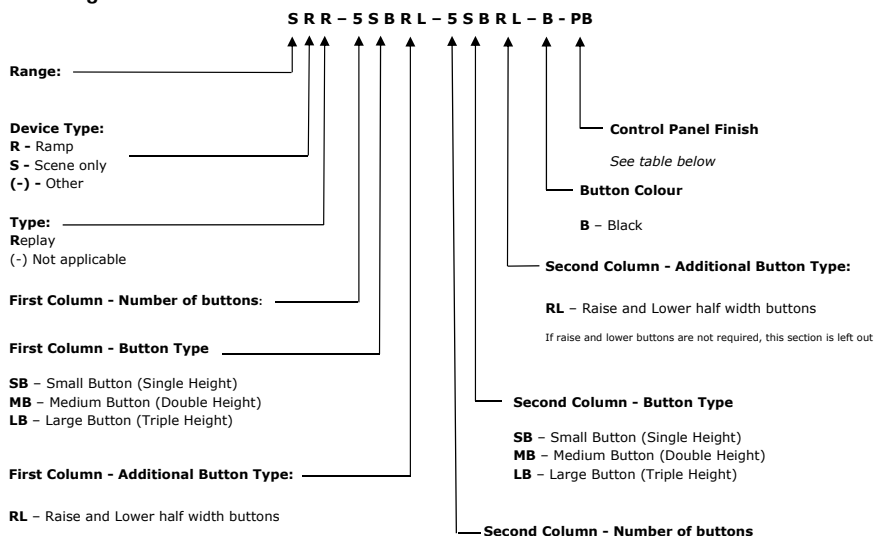 SRR–5SBRL–5SBRL–B-PB
Range:
Device Type:
R - Ramp
S - Scene only
(-) - Other
Type:
Replay
(-) Not applicable
First Column - Number of buttons:
First Column - Button Type
SB – Small Button (Single Height)
MB – Medium Button (Double Height)
LB – Large Button (Triple Height)
First Column - Additional Button Type:
RL – Raise and Lower half width buttons
Control Panel Finish
See table below
Button Colour
B – Black
Second Column - Additional Button Type:
RL – Raise and Lower half width buttons
If raise and lower buttons are not required, this section is left out
Second Column - Button Type
SB – Small Button (Single Height)
MB – Medium Button (Double Height)
LB – Large Button (Triple Height)
Second Column - Number of buttons